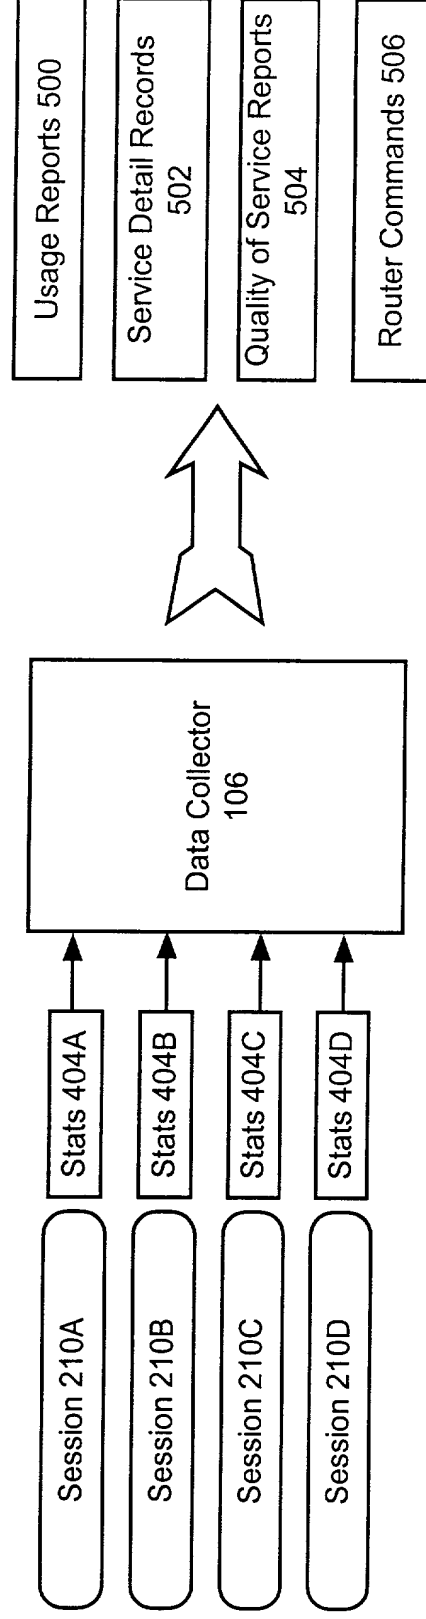 Session 210A
Stats 404A
Session 210B
Stats 404B
Session 210C
Stats 404C
Session 210D
Stats 404D
Data Collector
106
Usage Reports 500
Service Detail Records
502
Quality of Service Reports
504
Router Commands 506